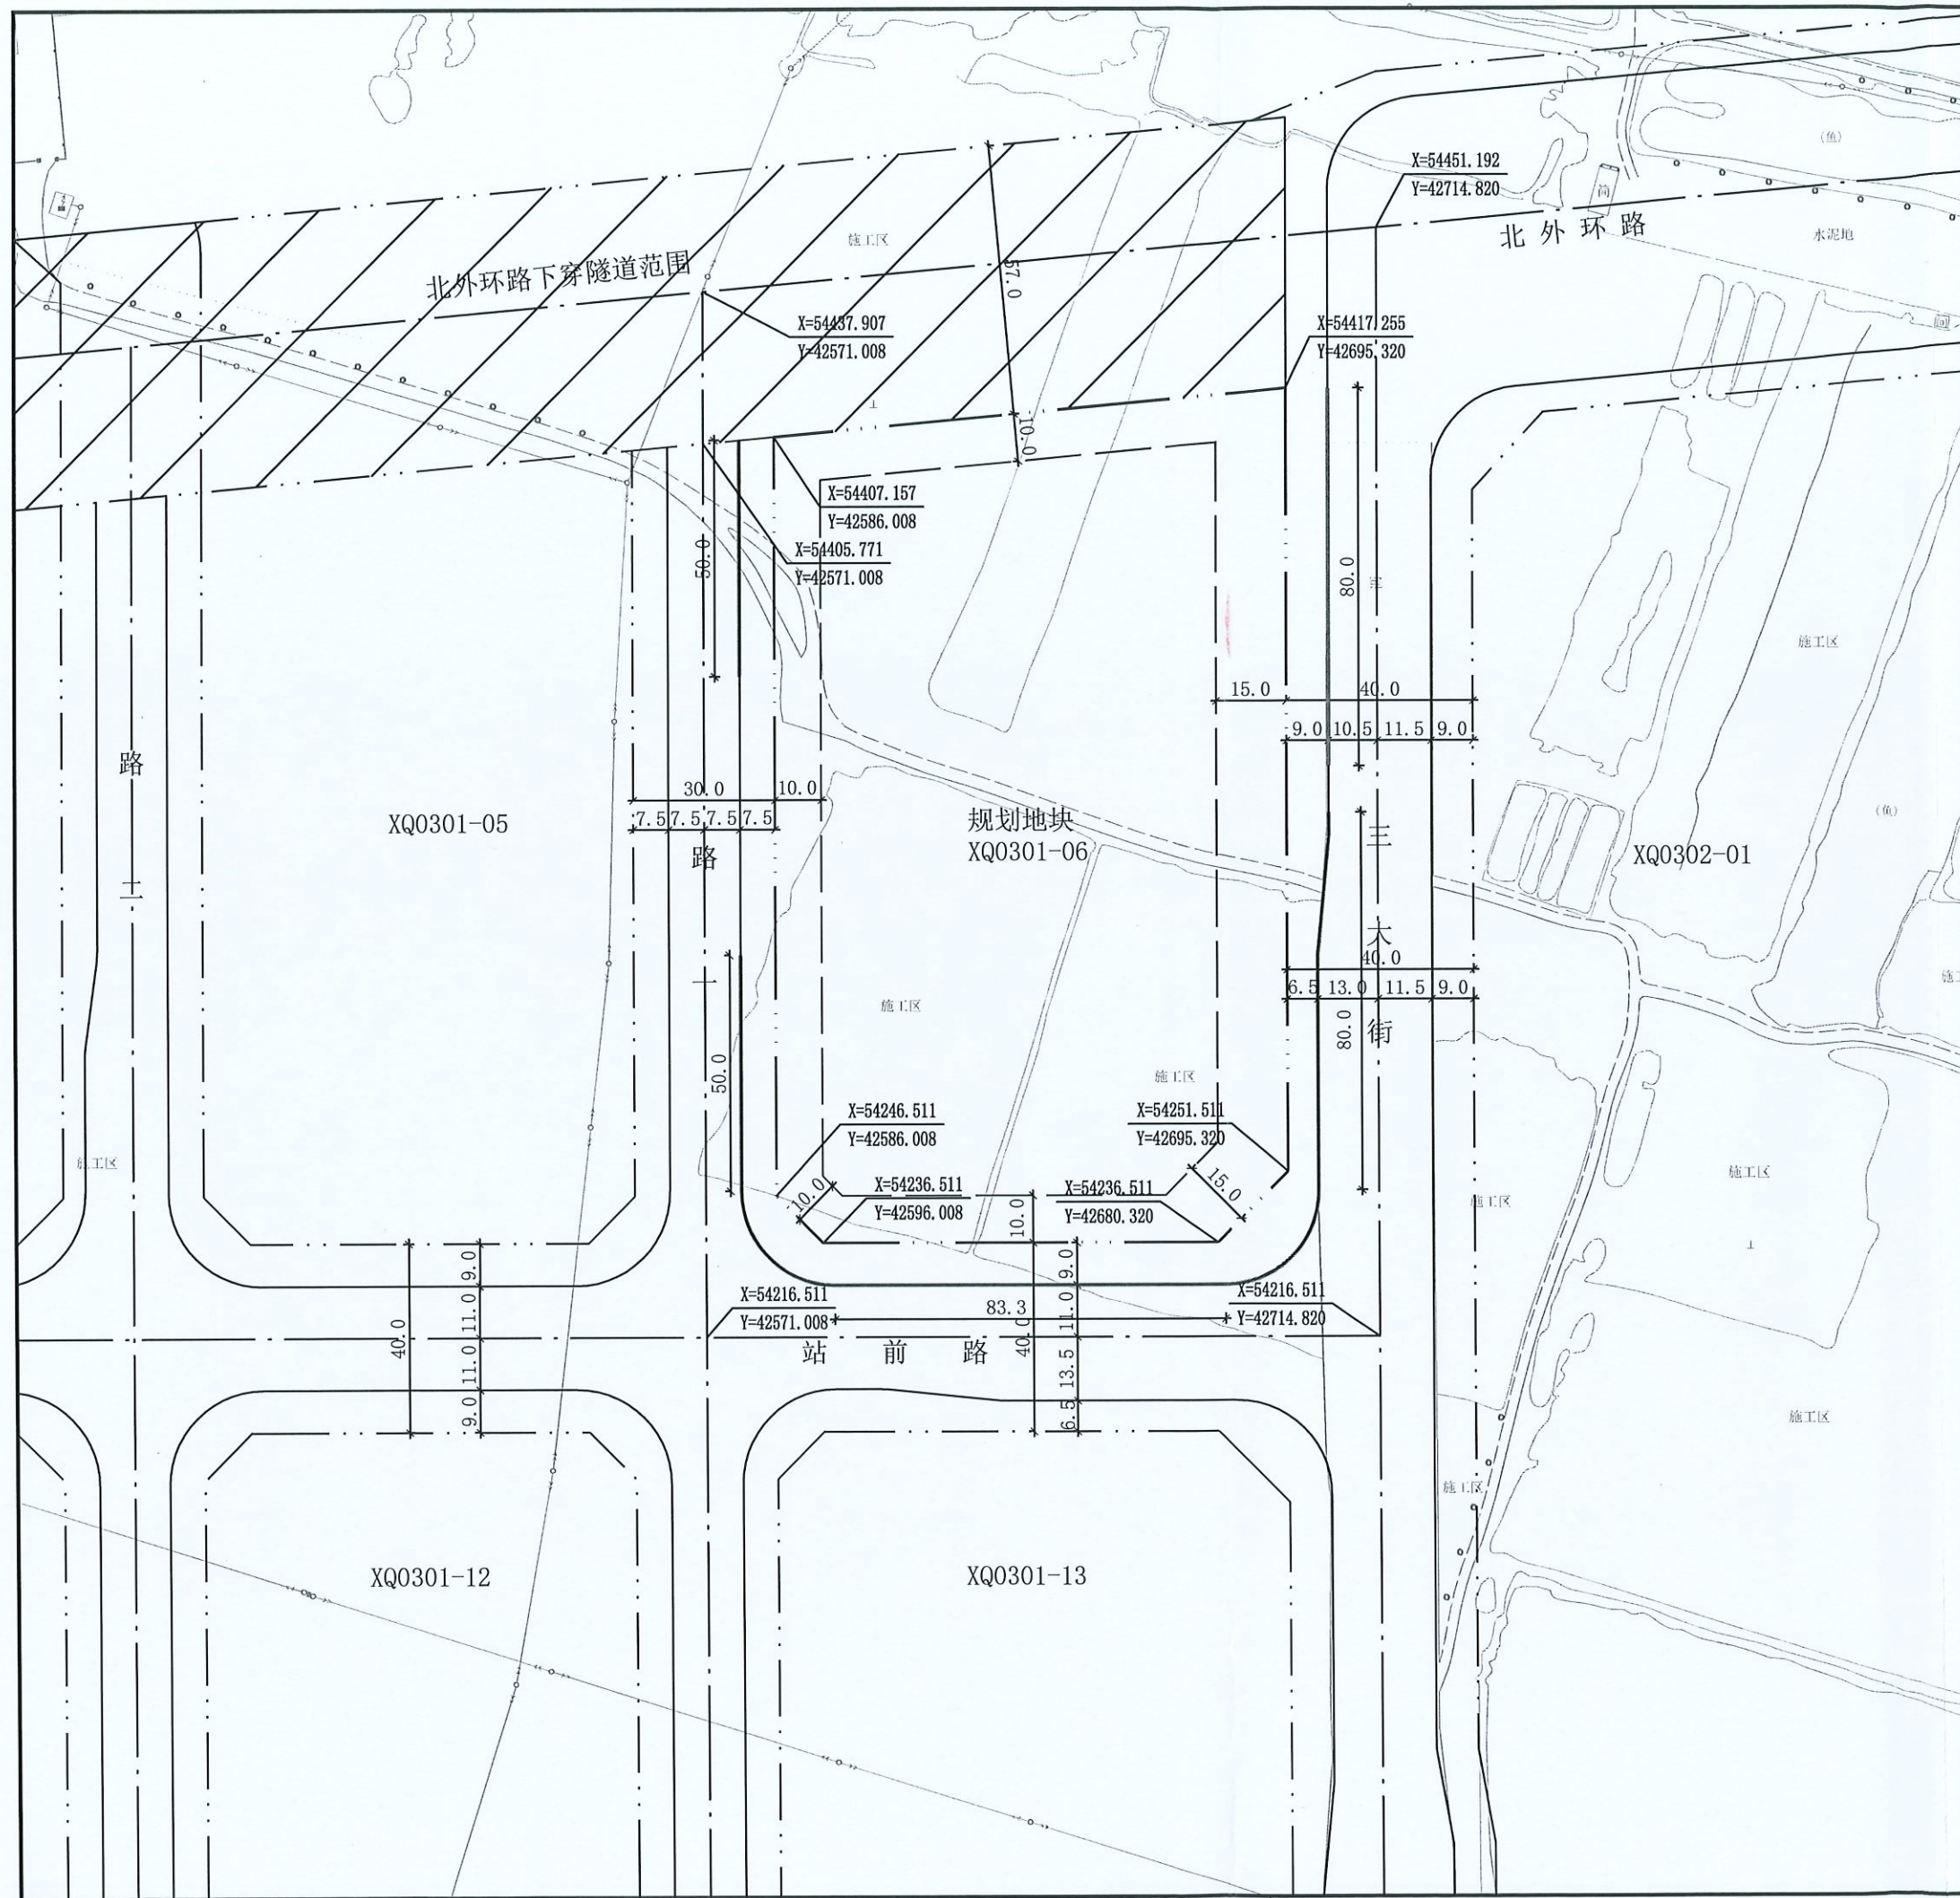 (鱼)
X=54451.192
Y=42714.820
简
北外环路
水泥地
施工区
北外环路下穿隧道范围
57.0
X=54437.907
Y=42571.008
X=54417.255
Y=42695.320
10.0
X=54407.157
Y=42586.008
X=54405.771
Y=42571.008
50.0
80.0
施工区
15.0
40.0
9.0 10.5 11.5 9.0
30.0
10.0
7.5 7.5 7.5 7.5
路二
XQ0301-05
路一
规划地块
XQ0301-06
三大街
XQ0302-01
(鱼)
40.0
6.5 13.0 11.5 9.0
80.0
施工区
50.0
施工区
X=54246.511
Y=42586.008
X=54251.511
Y=42695.320
施工区
施工区
施工区
10.0
X=54236.511
Y=42596.008
10.0
X=54236.511
Y=42680.320
15.0
40.0
9.0
11.0
11.0
9.0
X=54216.511
Y=42571.008
83.3
40.0
9.0
11.0
13.5
6.5
X=54216.511
Y=42714.820
站前路
施工区
施工区
XQ0301-12
XQ0301-13